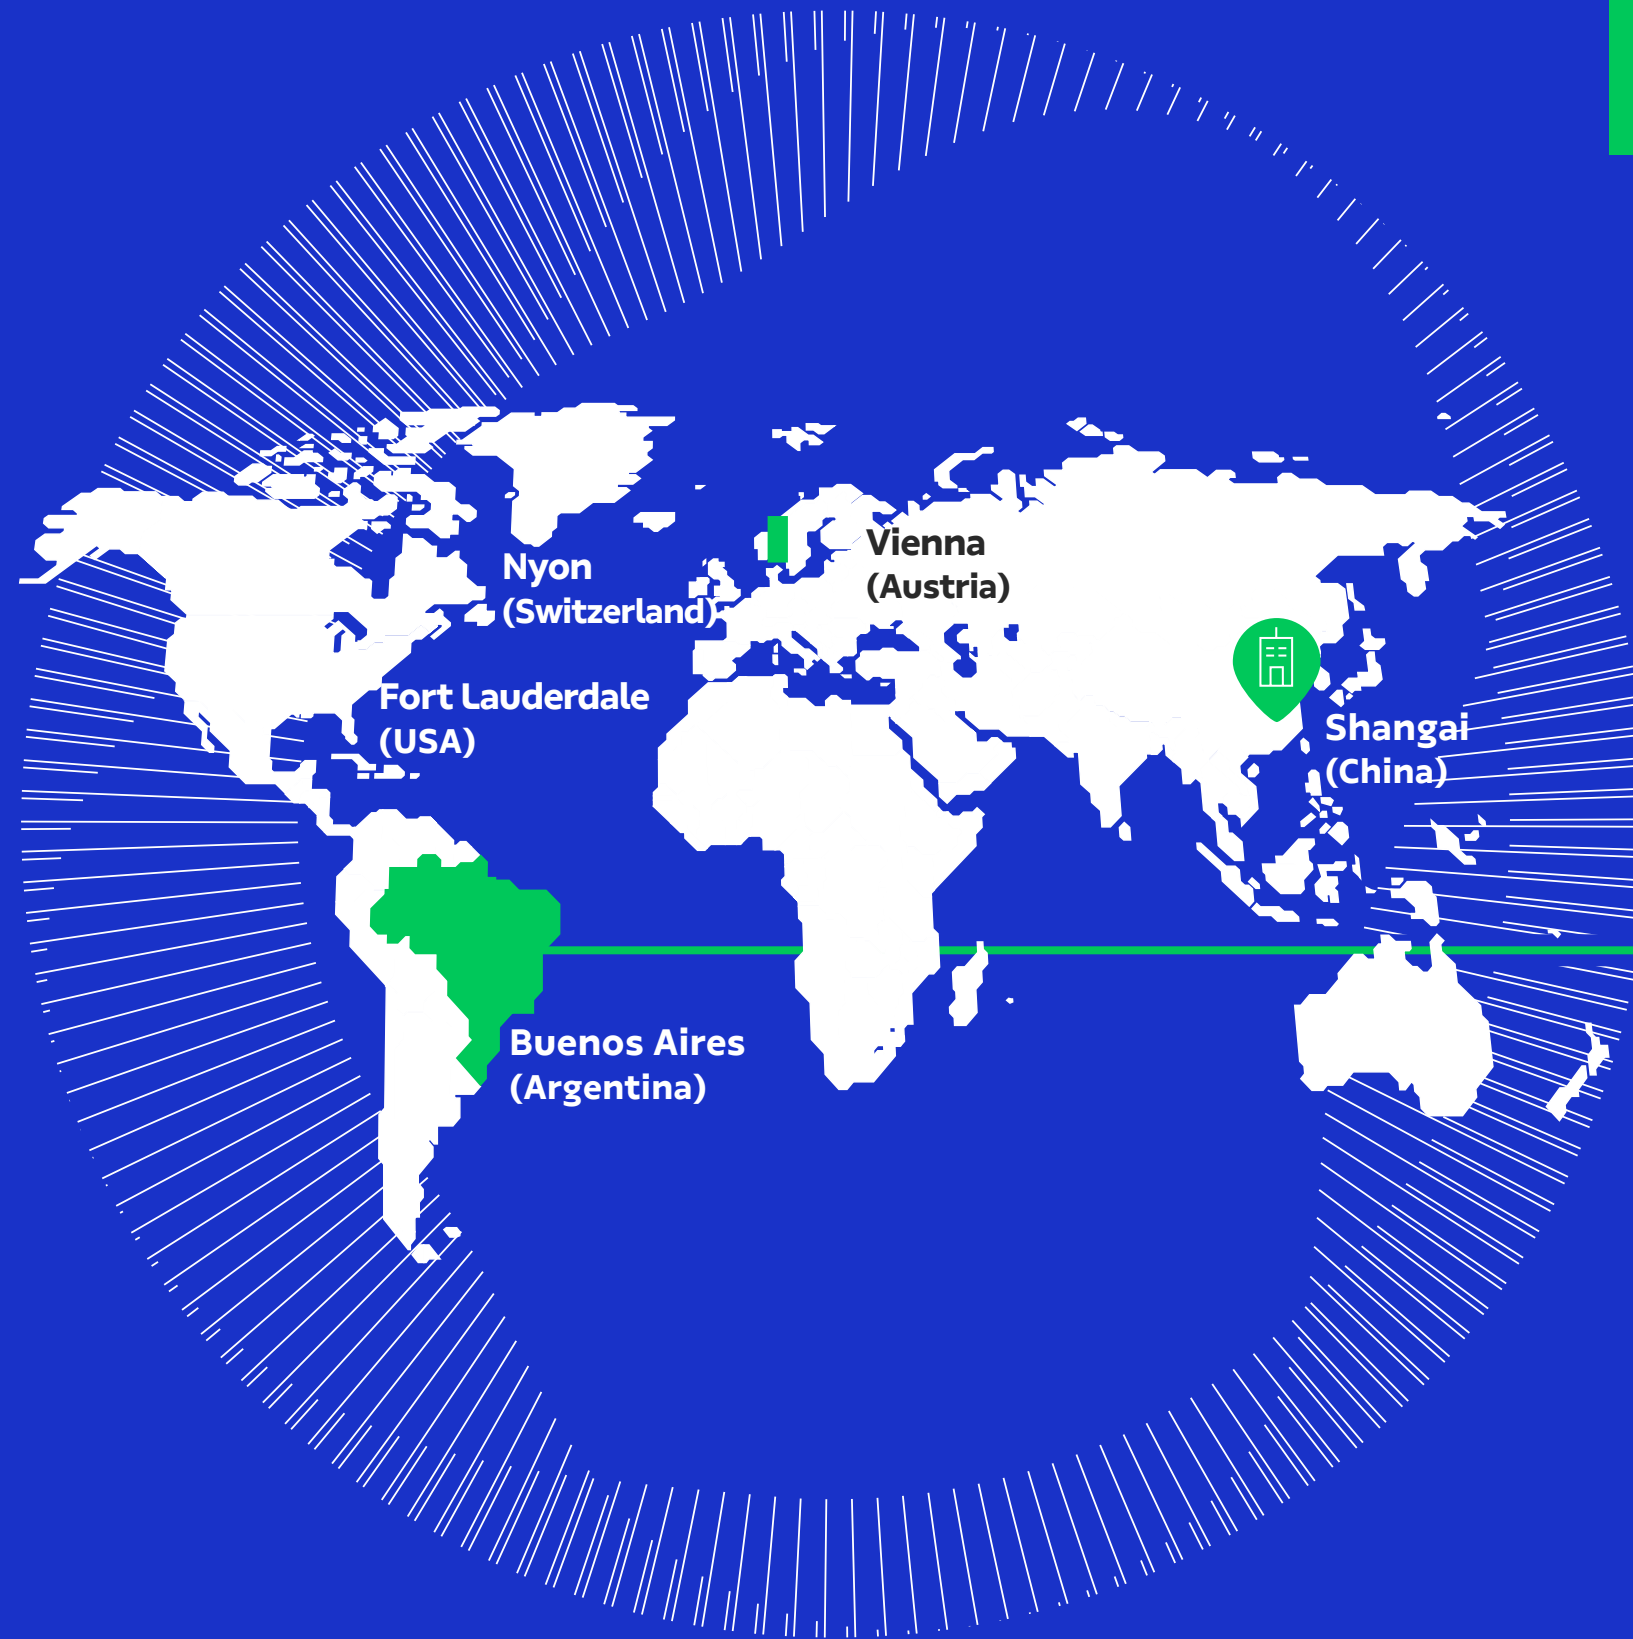 Vienna
(Austria)
Nyon
(Switzerland)
Fort Lauderdale
(USA)
Shangai
(China)
Buenos Aires
(Argentina)